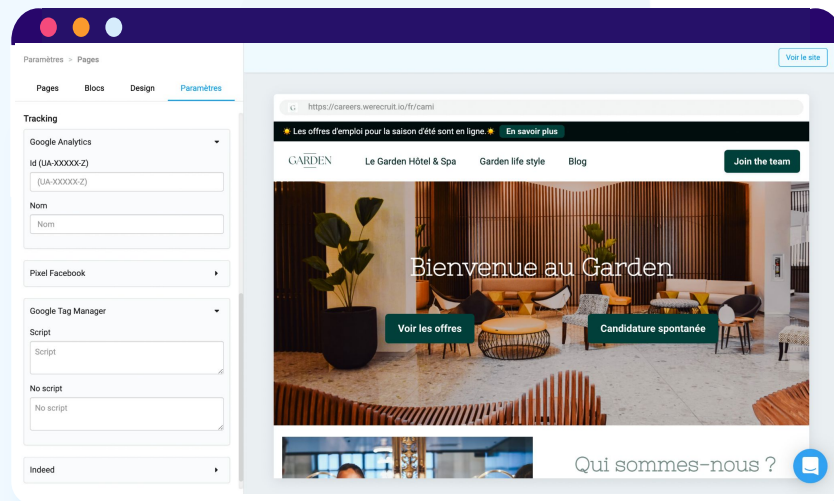 Paramètres > Pages
Voir le site
Pages Blocs Design Paramètres
Tracking
Google Analytics
Id (UA-XXXXX-Z)
(UA-XXXXX-Z)
Nom
Nom
Pixel Facebook
Google Tag Manager
Script
Script
No script
No script
Indeed
G https://careers.werecruit.io/fr/cami
☀ Les offres d'emploi pour la saison d'été sont en ligne.☀ En savoir plus
GARDEN Le Garden Hôtel & Spa Garden life style Blog Join the team
Bienvenue au Garden
Voir les offres Candidature spontanée
Qui sommes-nous ?